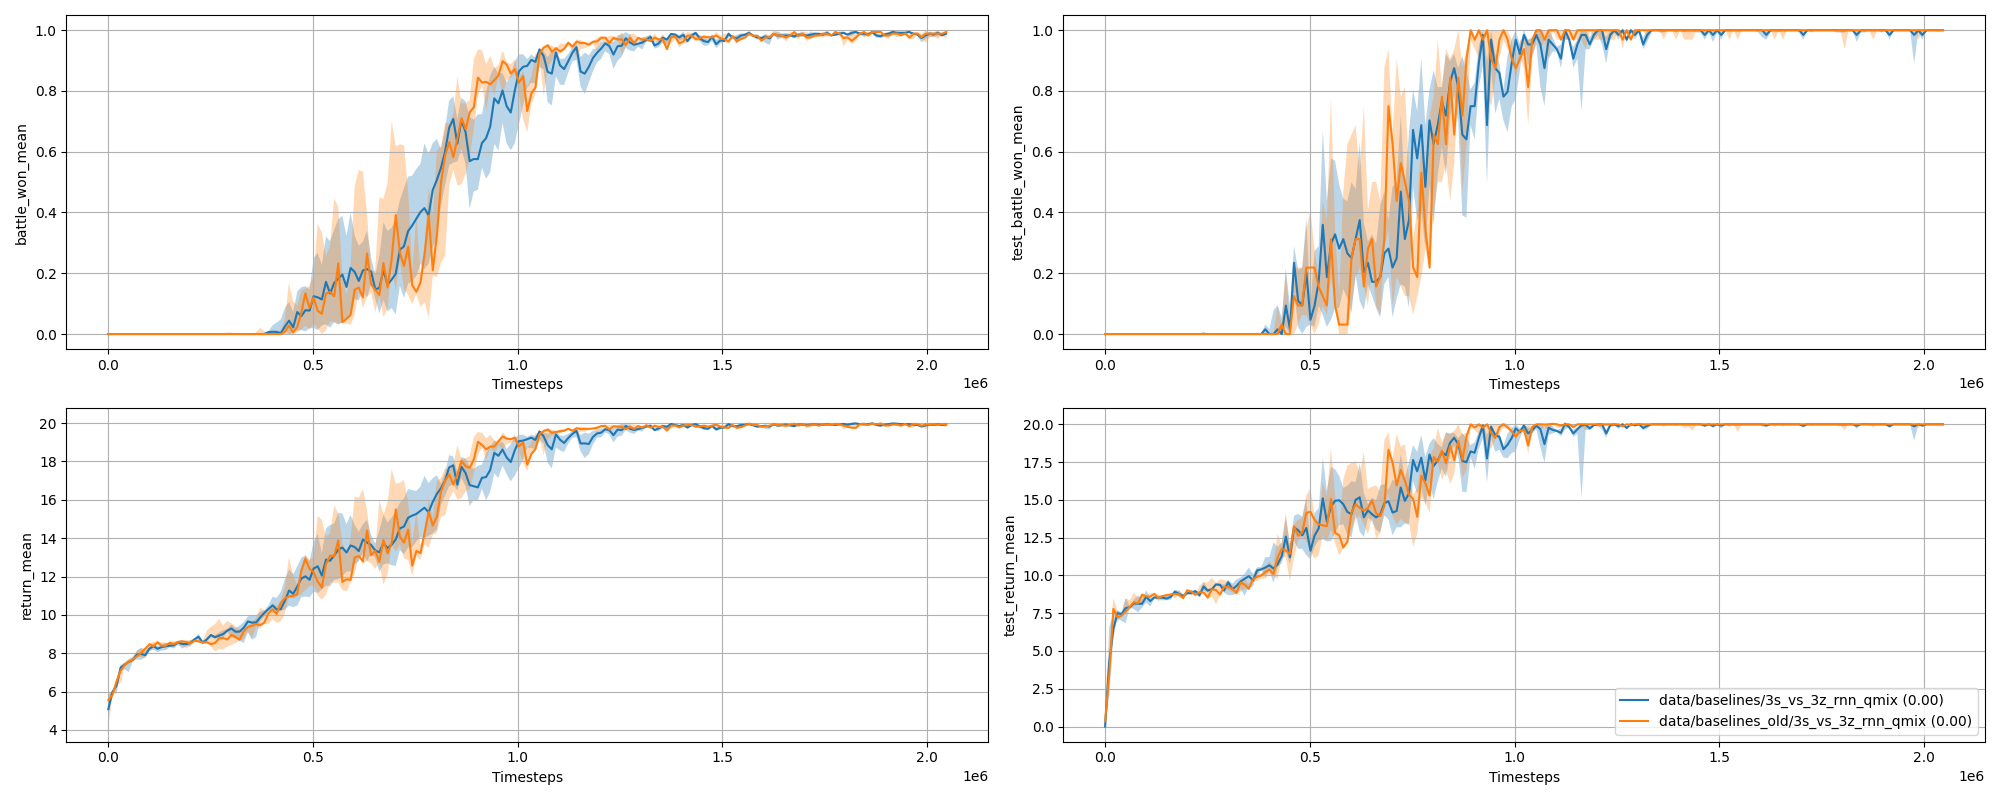 1.0
0.8
0.6
0.4
0.2
0.0
battle_won_mean
0.0 0.5 1.0 1.5 2.0
Timesteps
1e6
1.0
0.8
0.6
0.4
0.2
0.0
test_battle_won_mean
0.0 0.5 1.0 1.5 2.0
Timesteps
1e6
20
18
16
14
12
10
8
6
4
return_mean
0.0 0.5 1.0 1.5 2.0
Timesteps
1e6
20.0
17.5
15.0
12.5
10.0
7.5
5.0
2.5
0.0
test_return_mean
data/baselines/3s_vs_3z_rnn_qmix (0.00)
data/baselines_old/3s_vs_3z_rnn_qmix (0.00)
0.0 0.5 1.0 1.5 2.0
Timesteps
1e6